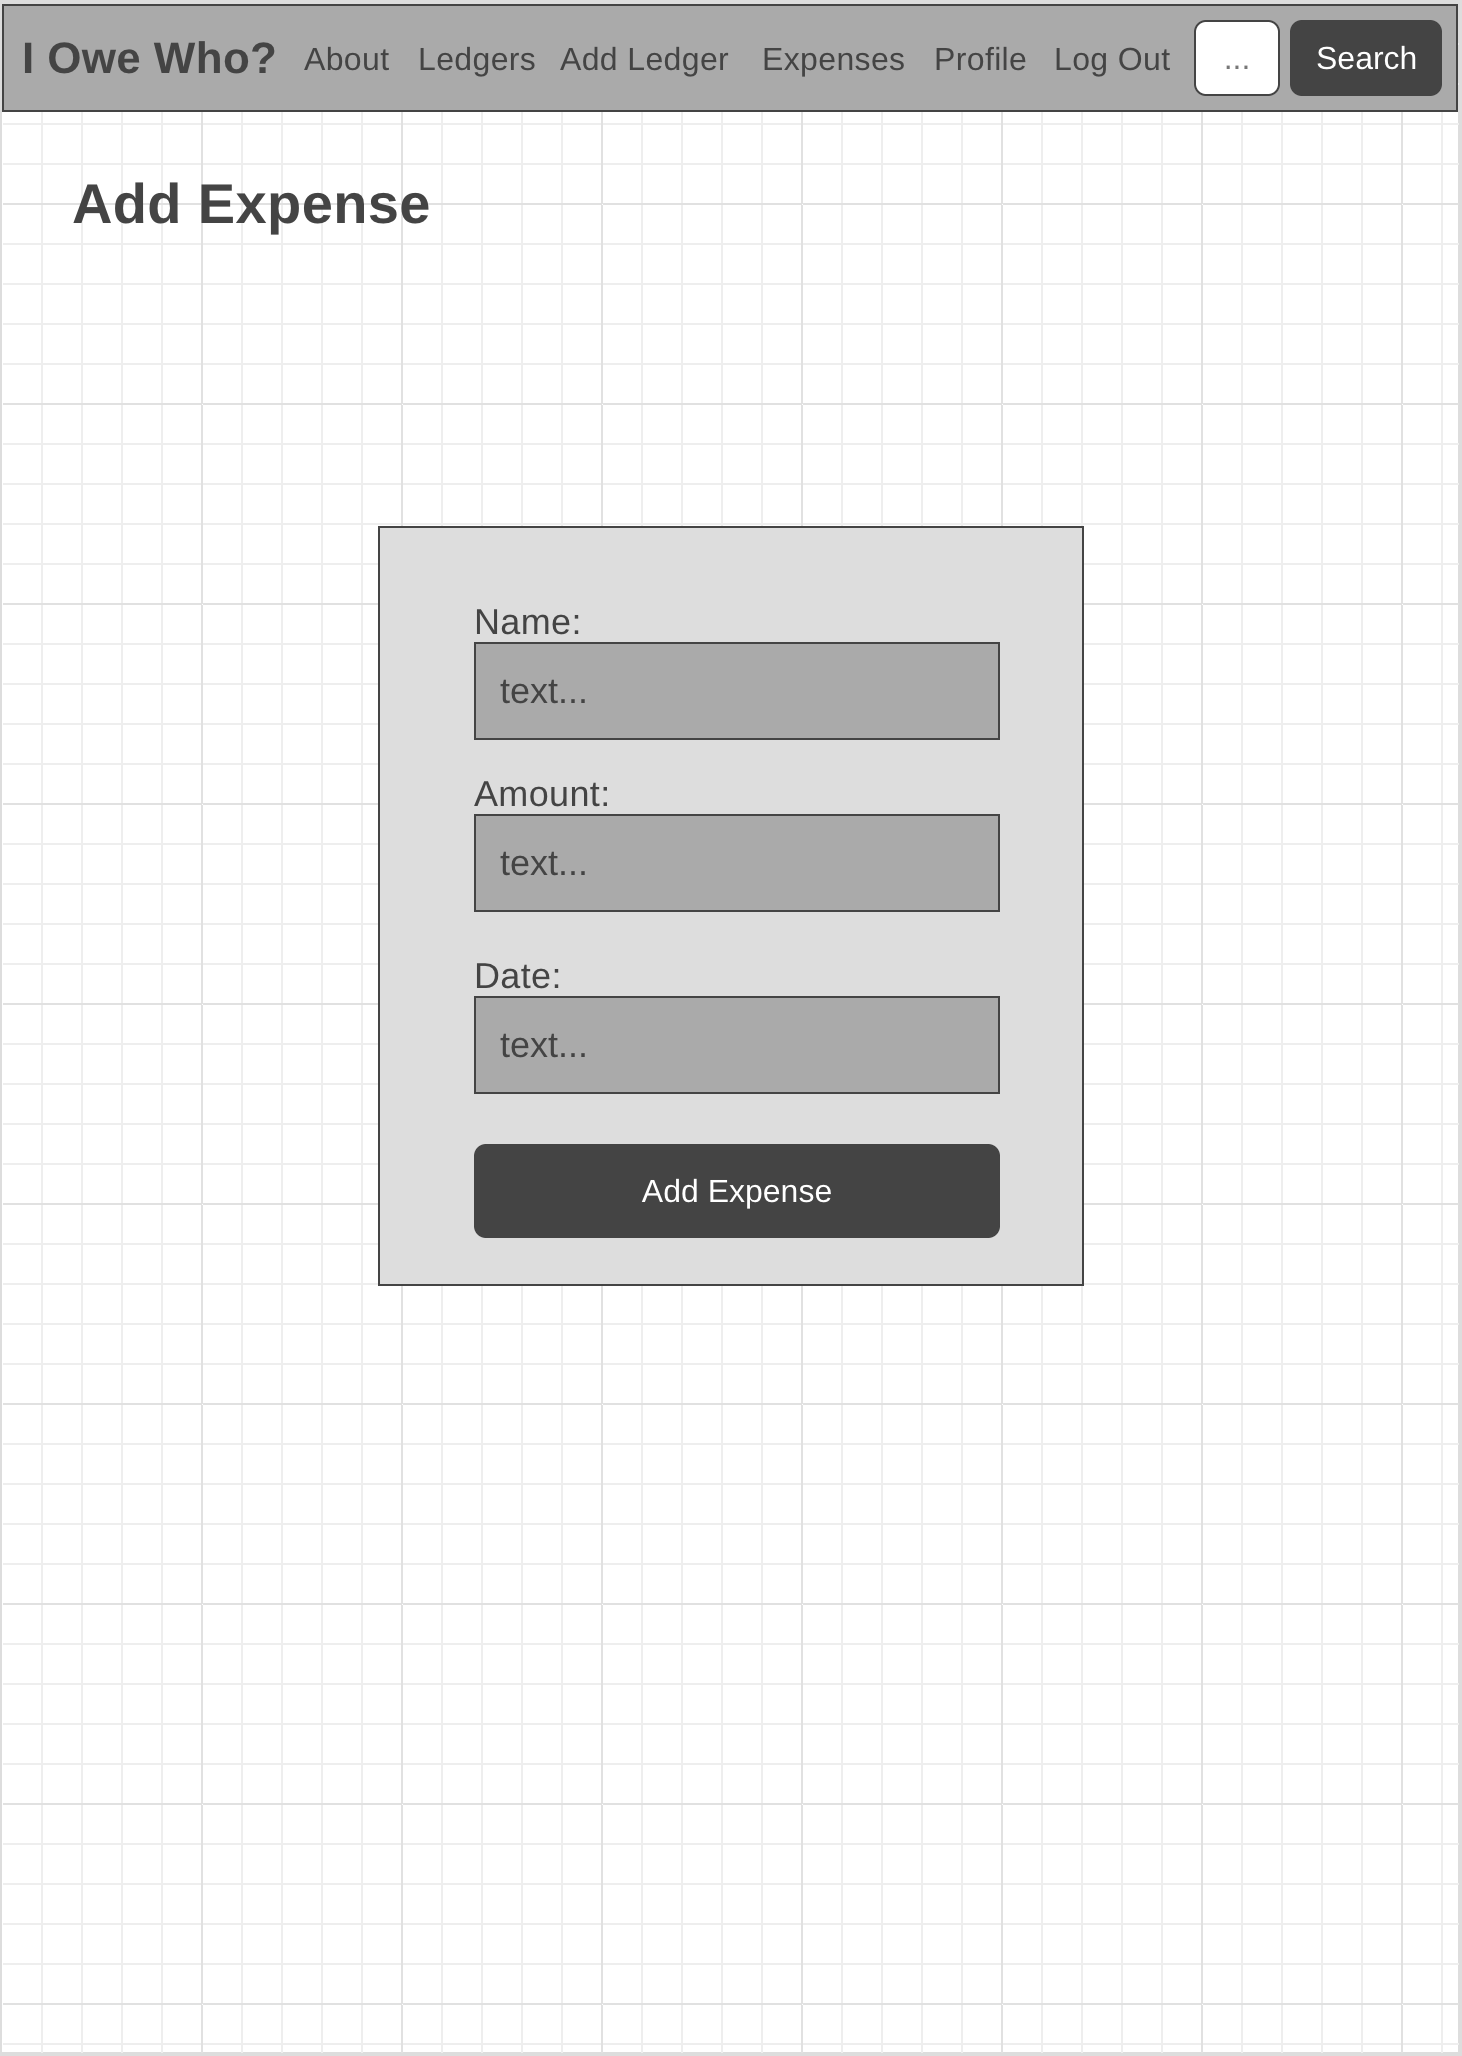 I Owe Who? About Ledgers Add Ledger Expenses Profile Log Out ... Search
Add Expense
Name:
text...
Amount:
text...
Date:
text...
Add Expense